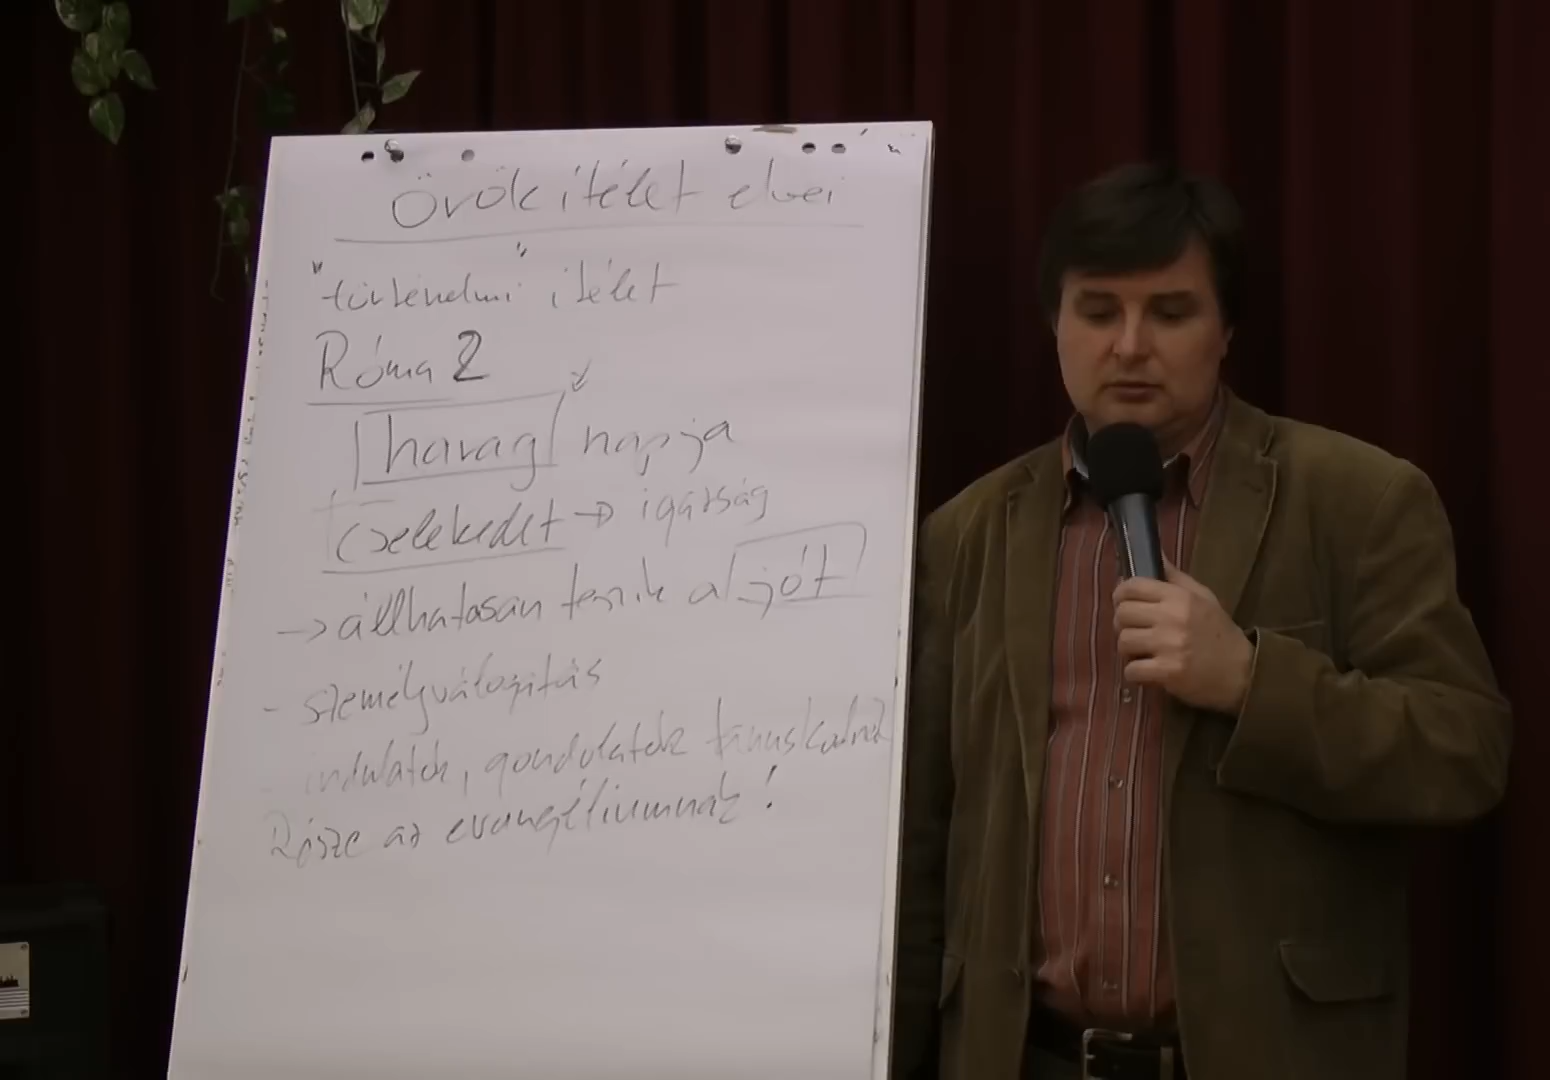 Örök ítélet elvei
"történelmi" ítélet
Róma 2
harag napja
cselekedet → igazság
→ állhatatosan teszik a jót
- személyválogatás
- indulatok, gondolatok tanúskodnak
Része az evangéliumnak!